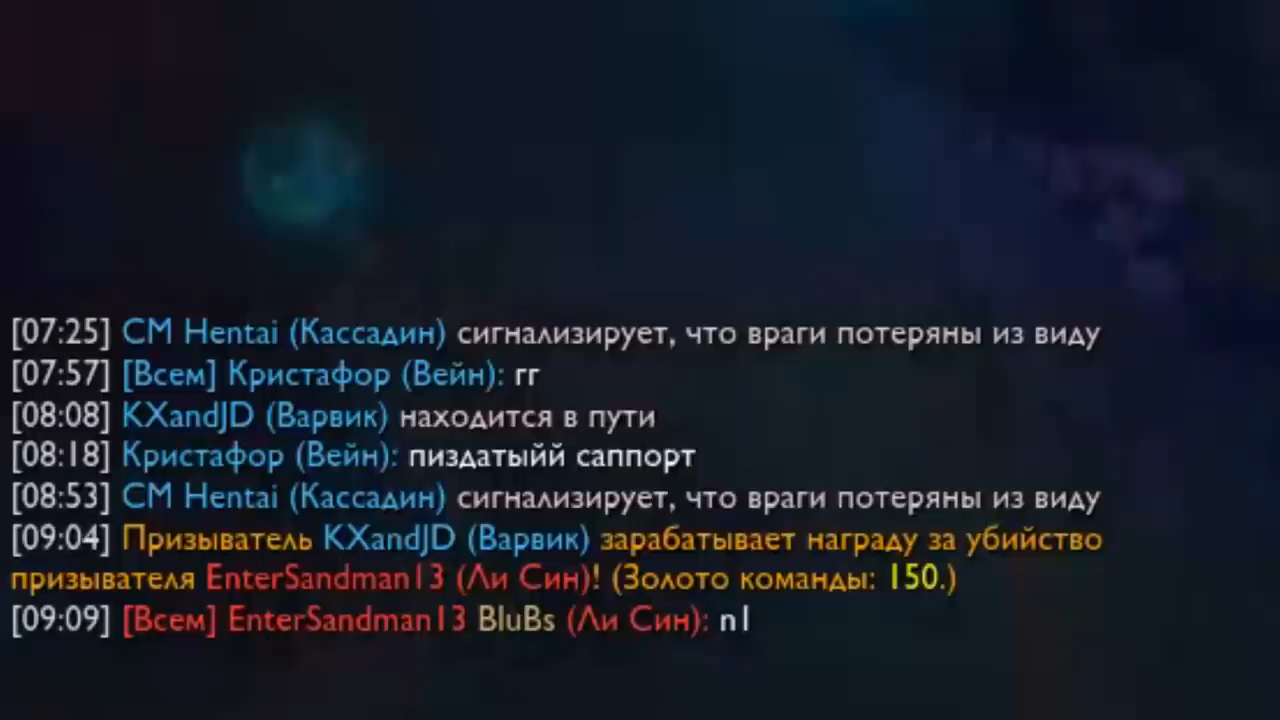 [07:25] CM Hentai (Кассадин) сигнализирует, что враги потеряны из виду
[07:57] [Всем] Кристафор (Вейн): гг
[08:08] KXandJD (Варвик) находится в пути
[08:18] Кристафор (Вейн): пиздатыйй саппорт
[08:53] CM Hentai (Кассадин) сигнализирует, что враги потеряны из виду
[09:04] Призыватель KXandJD (Варвик) зарабатывает награду за убийство
призывателя EnterSandman13 (Ли Син)! (Золото команды: 150.)
[09:09] [Всем] EnterSandman13 BluBs (Ли Син): n1